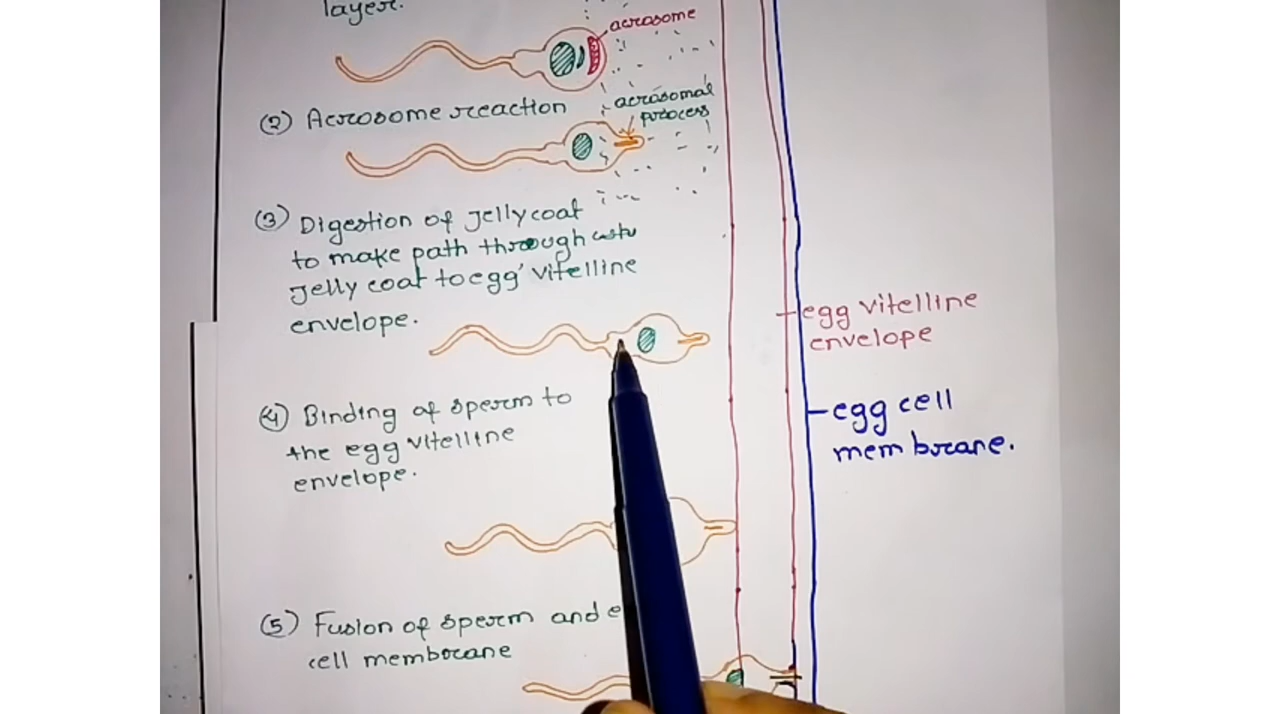 layer.
acrosome
(2) Acrosome reaction
acrosomal
process
(3) Digestion of Jelly coat
to make path through
Jelly coat to egg' vitelline
envelope.
egg vitelline
envelope
(4) Binding of sperm to
the egg vitelline
envelope.
egg cell
membrane.
(5) Fusion of sperm and e
cell membrane